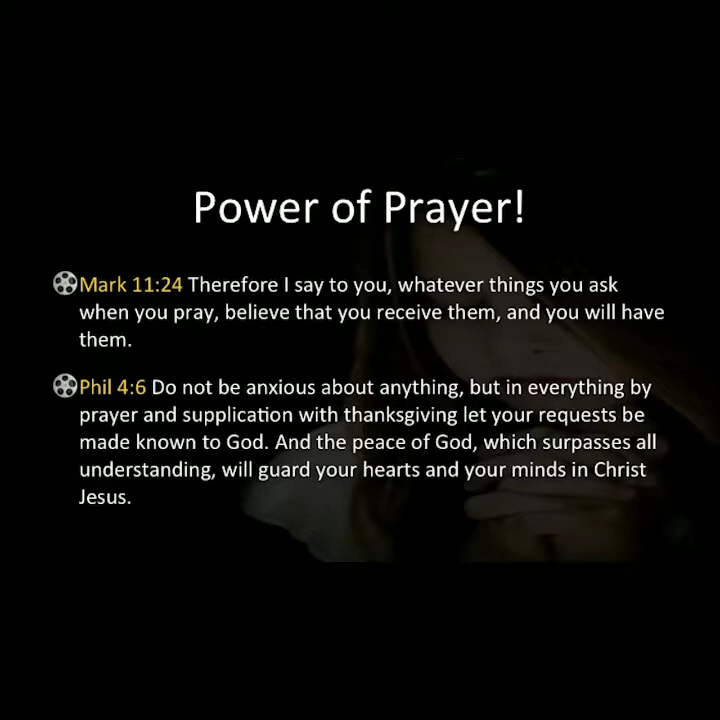 Power of Prayer!
Mark 11:24 Therefore I say to you, whatever things you ask
when you pray, believe that you receive them, and you will have
them.
Phil 4:6 Do not be anxious about anything, but in everything by
prayer and supplication with thanksgiving let your requests be
made known to God. And the peace of God, which surpasses all
understanding, will guard your hearts and your minds in Christ
Jesus.